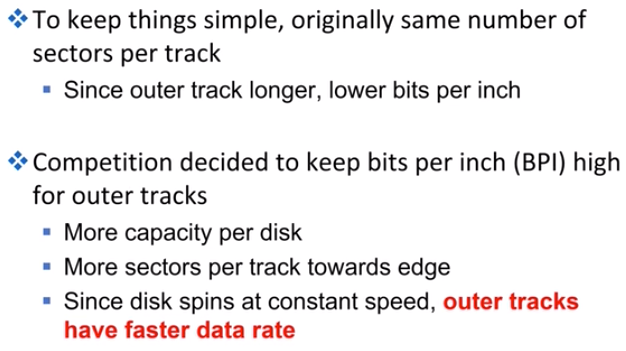 ❖To keep things simple, originally same number of
sectors per track
▪ Since outer track longer, lower bits per inch
❖Competition decided to keep bits per inch (BPI) high
for outer tracks
▪ More capacity per disk
▪ More sectors per track towards edge
▪ Since disk spins at constant speed, outer tracks
have faster data rate